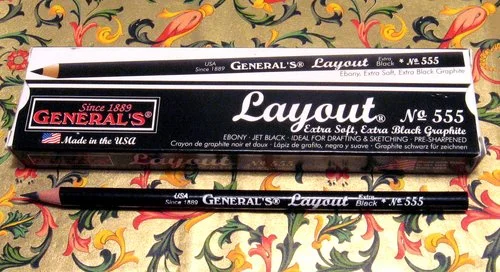 USA
Since 1889 GENERAL'S® Layout Extra Black * No 555
Ebony, Extra Soft, Extra Black Graphite
Since 1889
GENERAL'S®
Made in the USA
Layout® No 555
Extra Soft, Extra Black Graphite
EBONY · JET BLACK · IDEAL FOR DRAFTING & SKETCHING · PRE-SHARPENED
Crayon de graphite noir et doux · Lápiz de grafito, negro y suave · Graphite schwarz für zeichnen
USA
Since 1889 GENERAL'S® Layout Extra Black * No 555